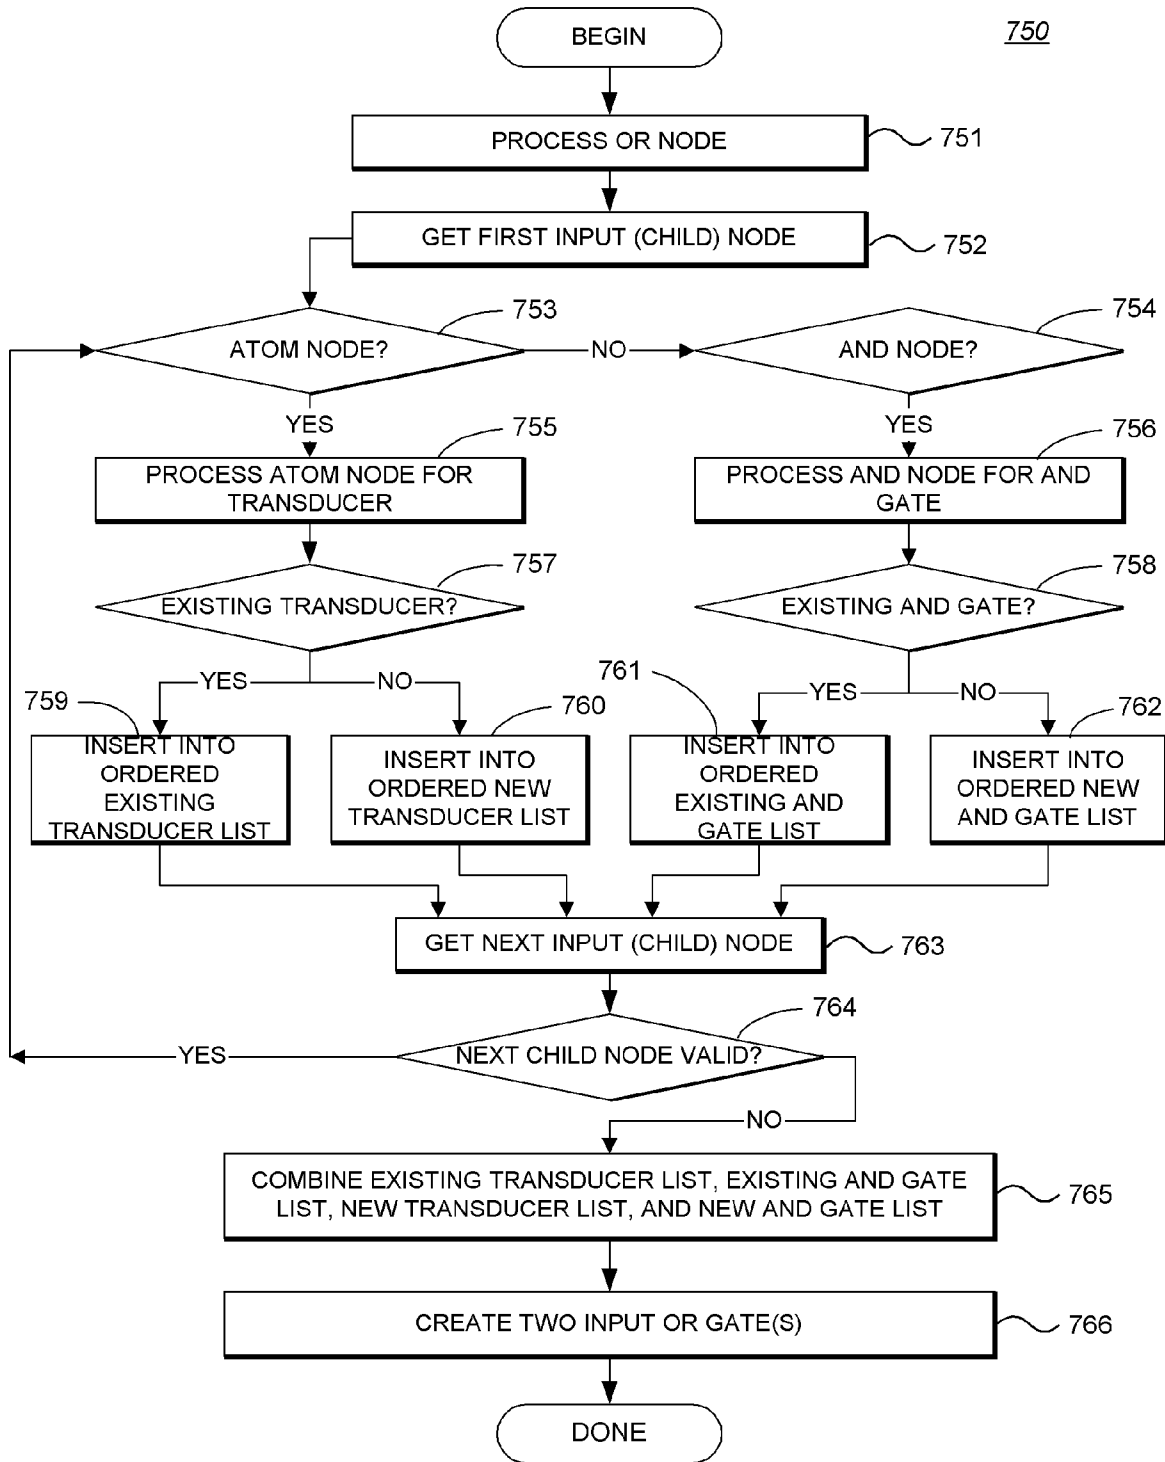 BEGIN
750
PROCESS OR NODE
751
GET FIRST INPUT (CHILD) NODE
752
753
754
ATOM NODE?
NO
AND NODE?
YES
755
YES
756
PROCESS ATOM NODE FOR
TRANSDUCER
PROCESS AND NODE FOR AND
GATE
757
758
EXISTING TRANSDUCER?
EXISTING AND GATE?
YES
NO
YES
NO
759
760
761
762
INSERT INTO
ORDERED
EXISTING
TRANSDUCER LIST
INSERT INTO
ORDERED NEW
TRANSDUCER LIST
INSERT INTO
ORDERED
EXISTING AND
GATE LIST
INSERT INTO
ORDERED NEW
AND GATE LIST
GET NEXT INPUT (CHILD) NODE
763
764
YES
NEXT CHILD NODE VALID?
NO
COMBINE EXISTING TRANSDUCER LIST, EXISTING AND GATE
LIST, NEW TRANSDUCER LIST, AND NEW AND GATE LIST
765
CREATE TWO INPUT OR GATE(S)
766
DONE